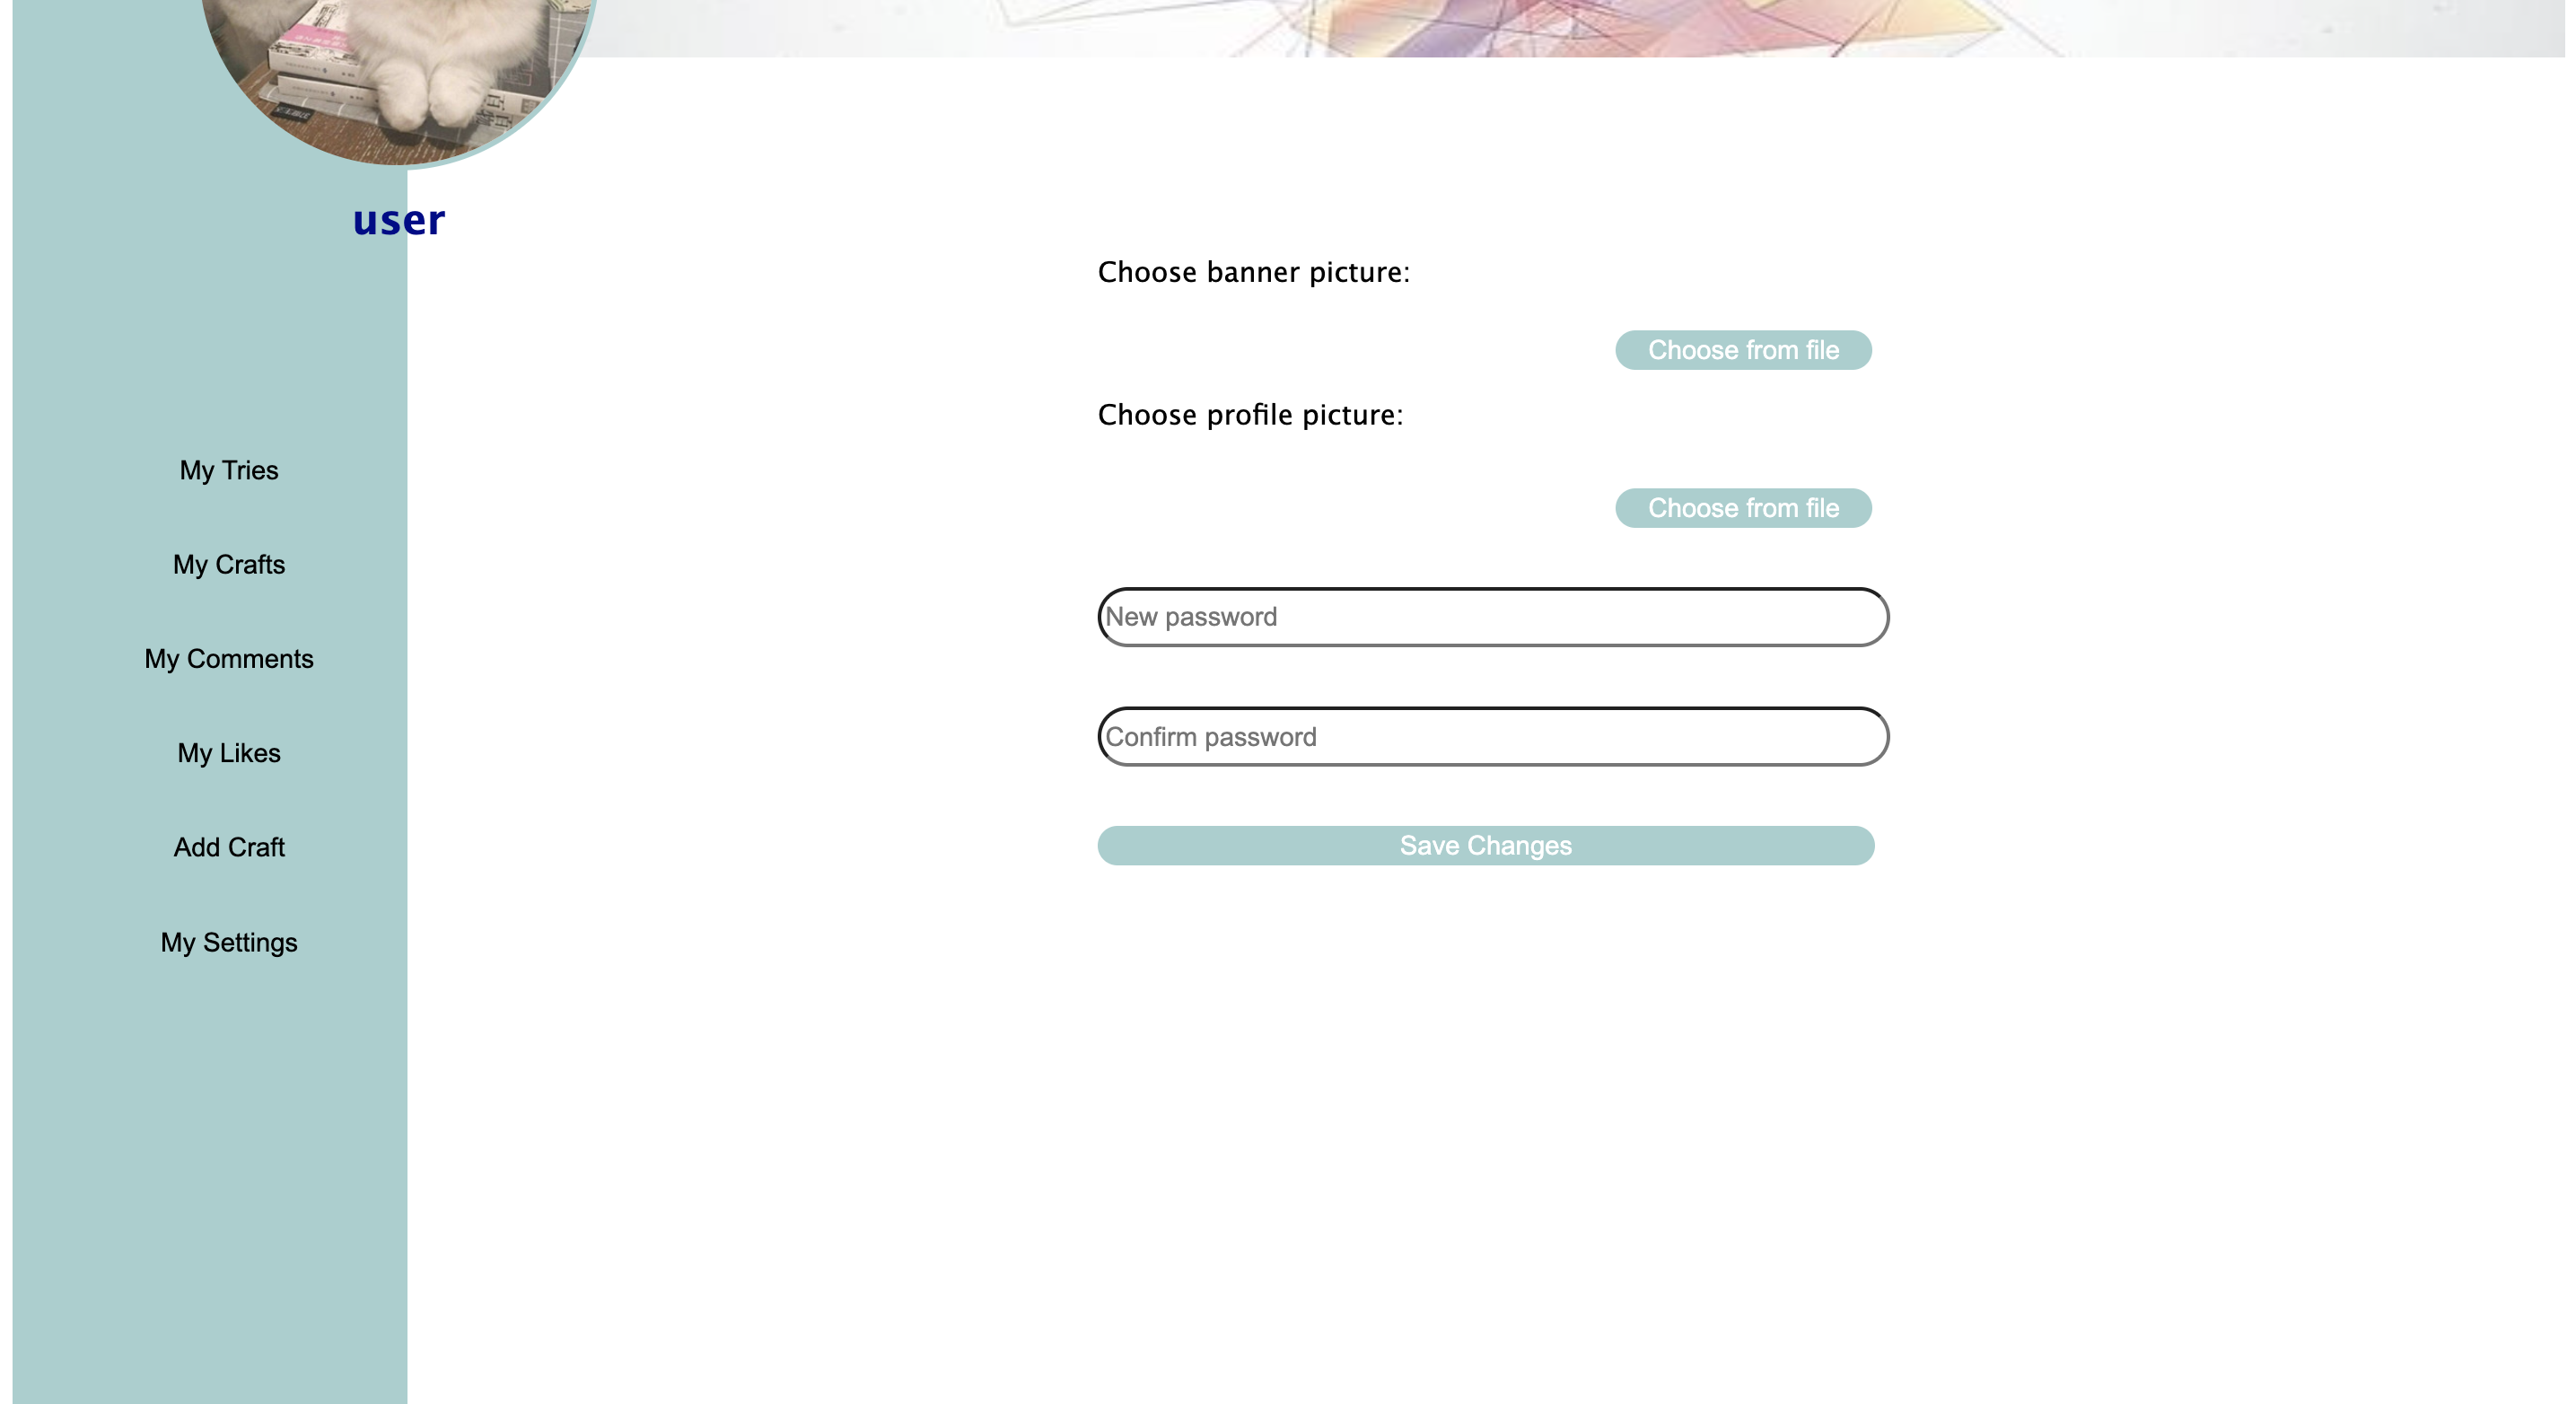 user
Choose banner picture:
Choose from file
Choose profile picture:
Choose from file
New password
Confirm password
Save Changes
My Tries
My Crafts
My Comments
My Likes
Add Craft
My Settings